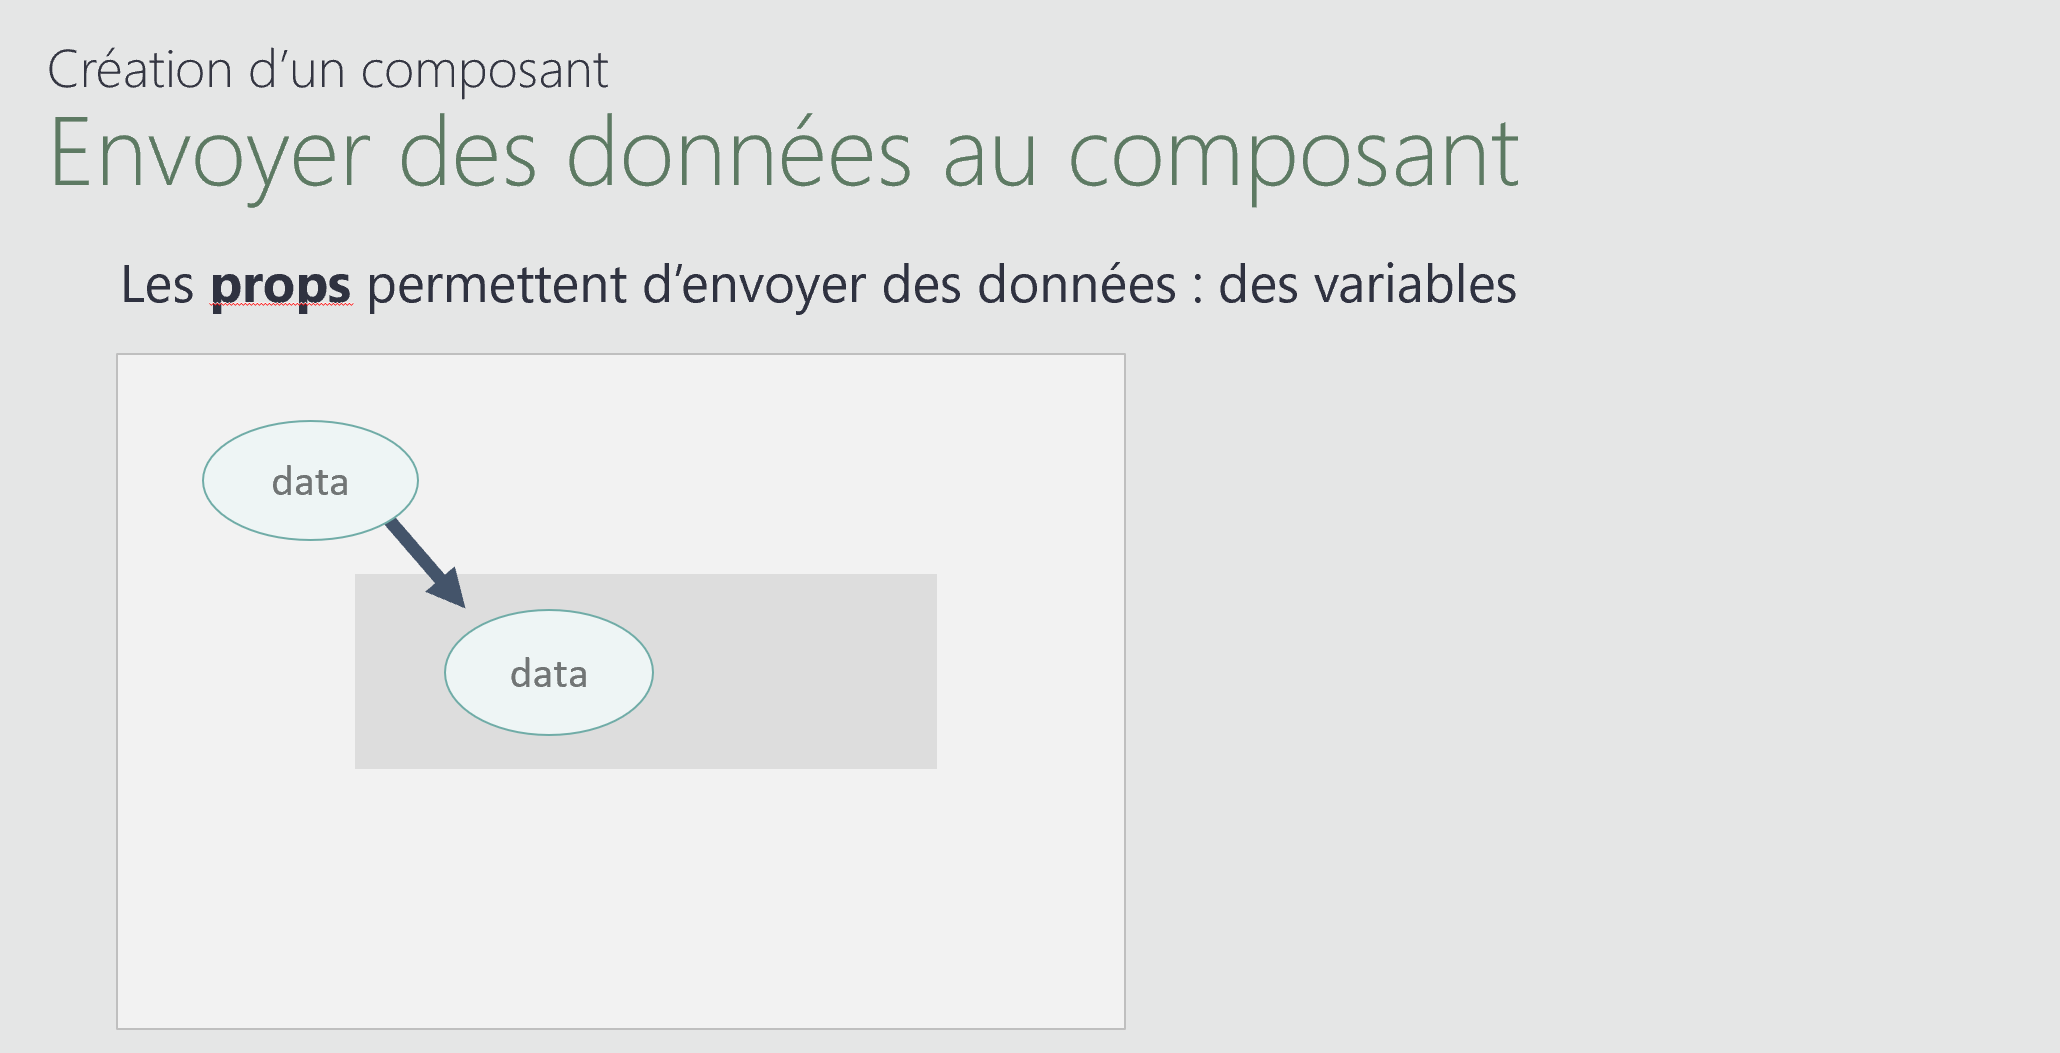 Création d’un composant
Envoyer des données au composant
Les props permettent d’envoyer des données : des variables
data
data